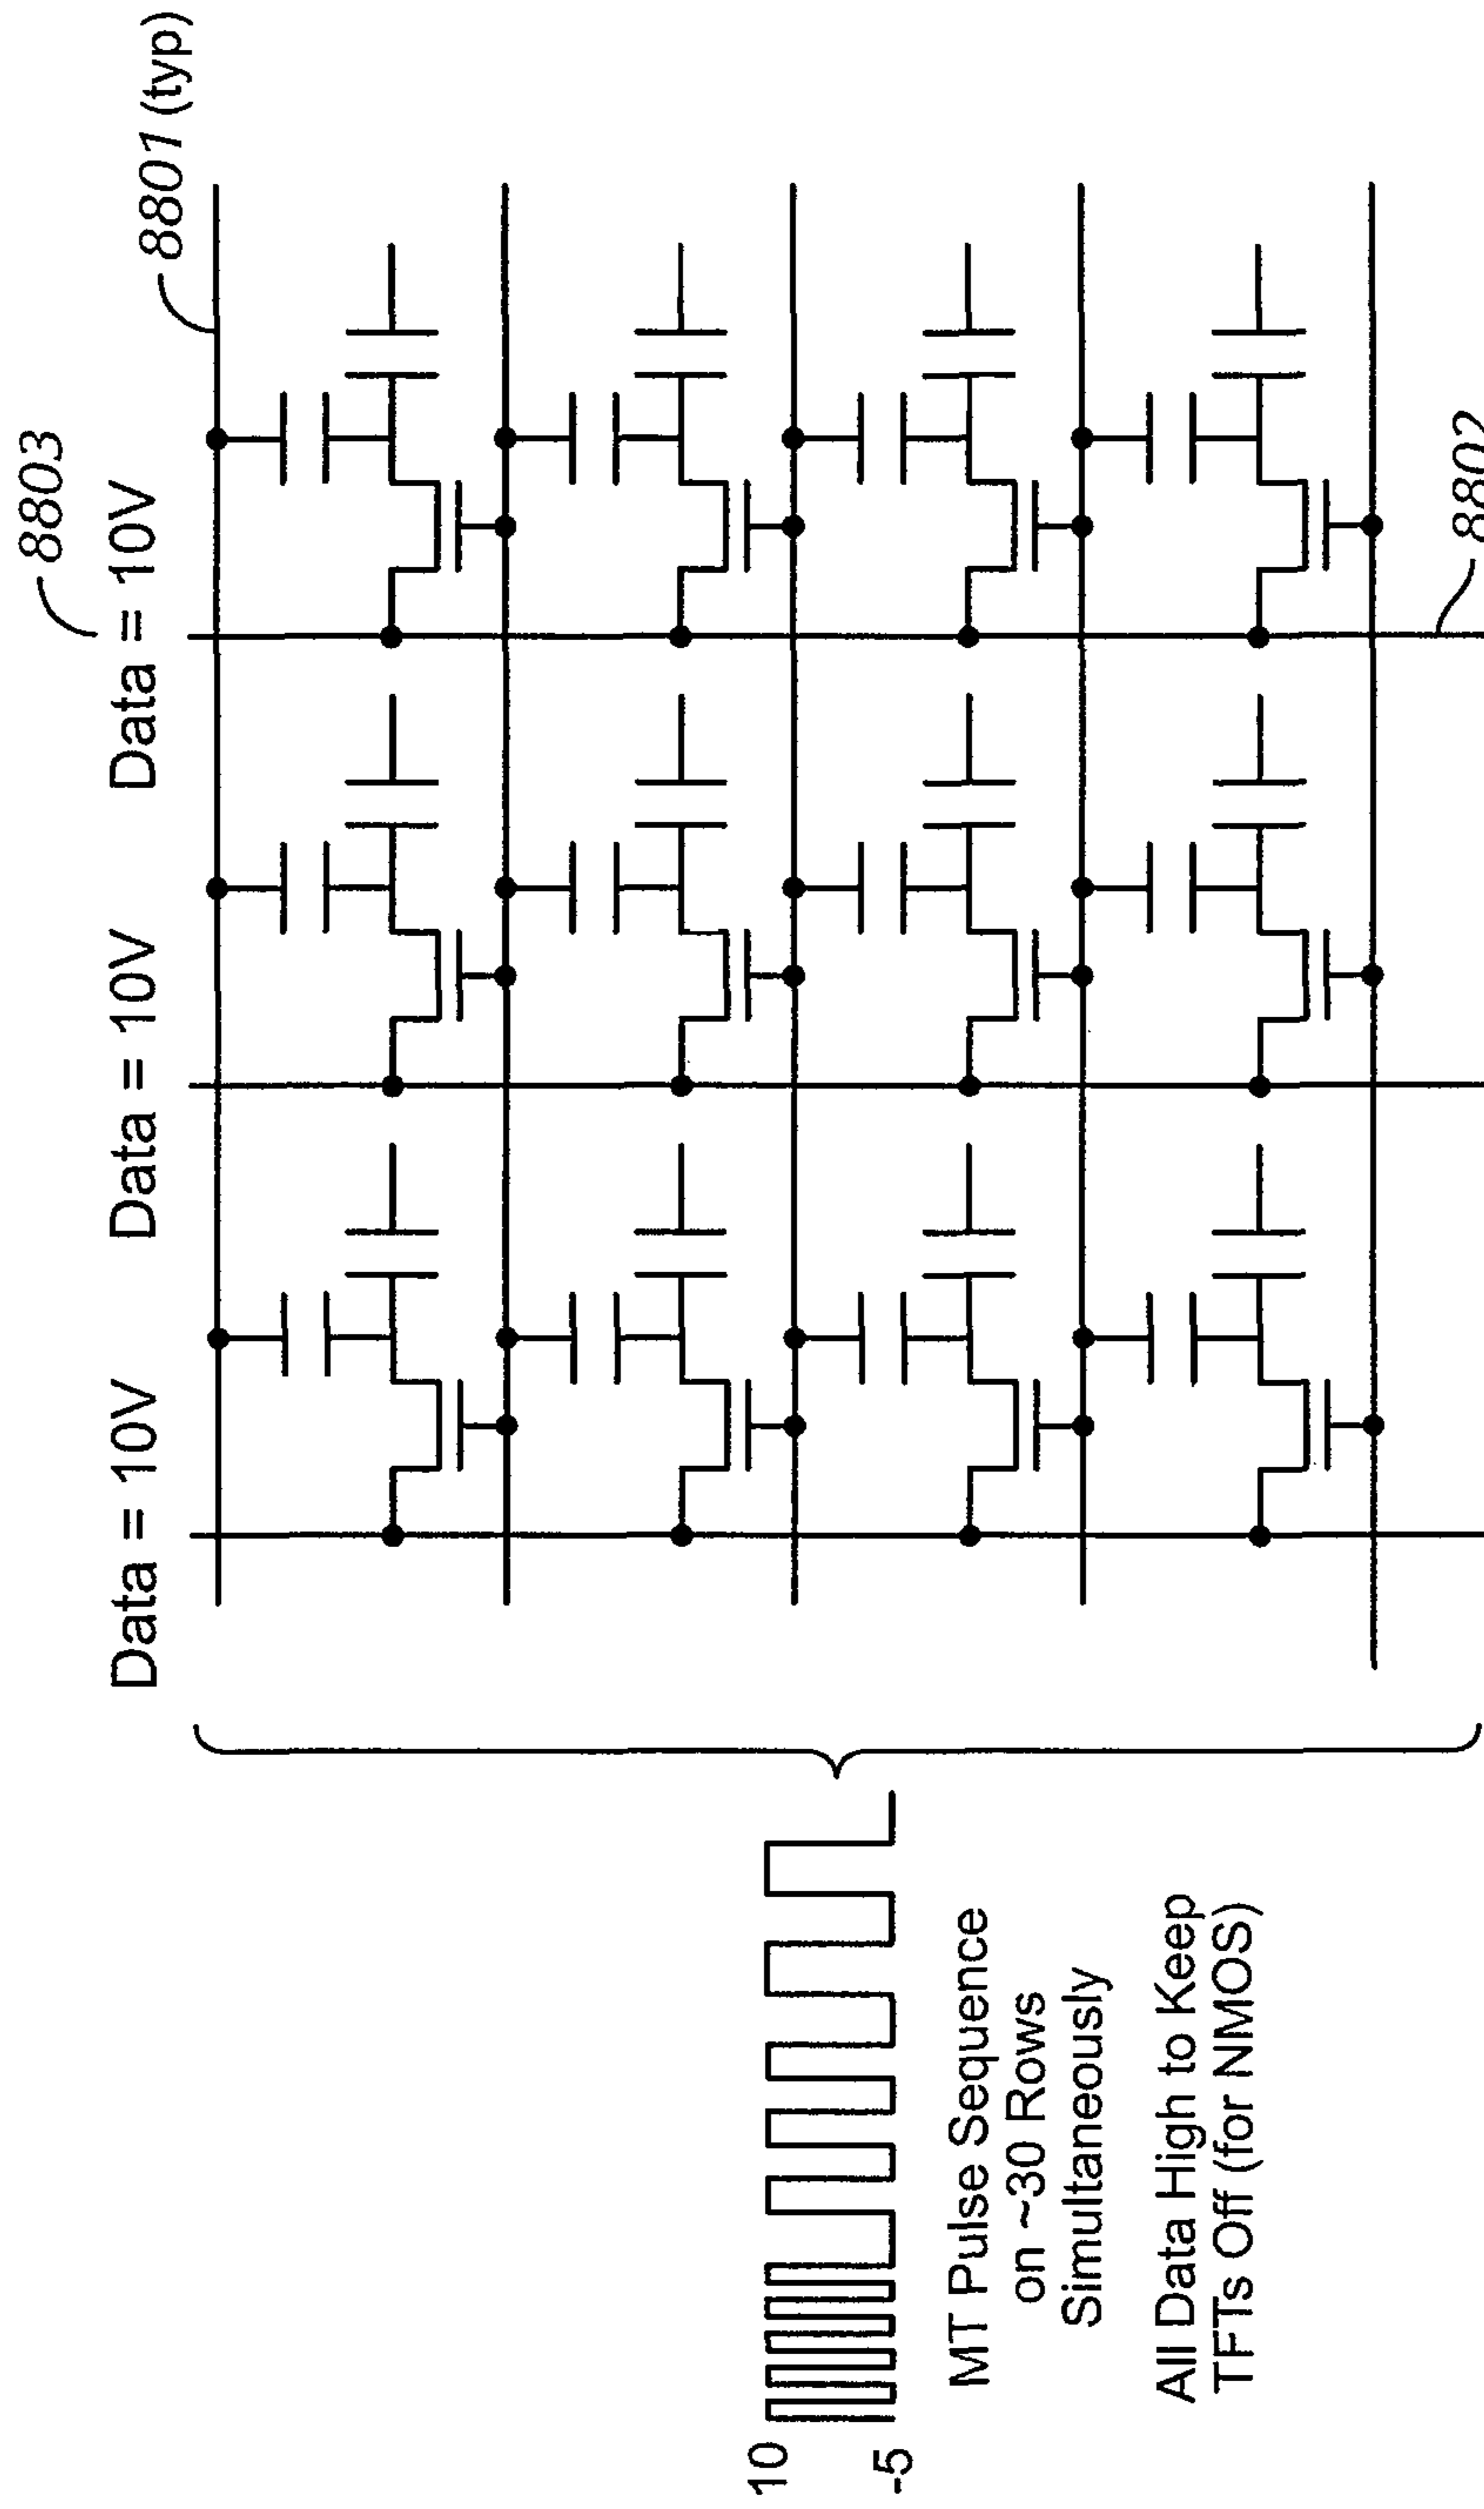 8803
8801 (typ)
Data = 10V
Data = 10V
Data = 10V
10
-5
MT Pulse Sequence
on ~30 Rows
Simultaneously
All Data High to Keep
TFTs Off (for NMOS)
8802